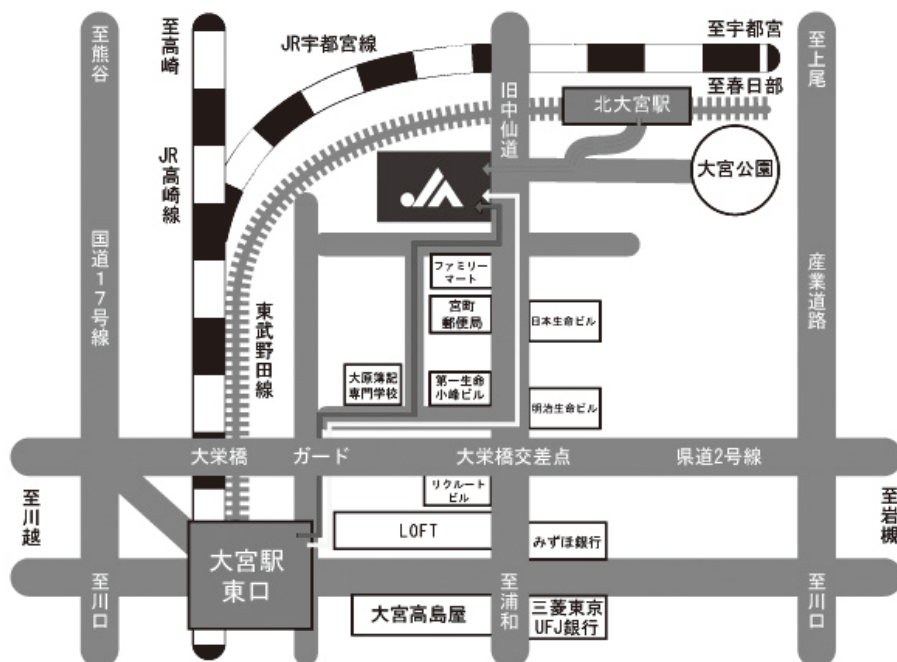 至熊谷
至高崎
JR宇都宮線
至宇都宮
至春日部
至上尾
旧中仙道
北大宮駅
大宮公園
JR高崎線
JA
国道17号線
産業道路
東武野田線
ファミリー
マート
宮町
郵便局
日本生命ビル
大原簿記
専門学校
第一生命
小峰ビル
明治生命ビル
大栄橋
ガード
大栄橋交差点
県道2号線
至川越
リクルート
ビル
至岩槻
LOFT
みずほ銀行
大宮駅
東口
至川口
至浦和
至川口
大宮高島屋
三菱東京
UFJ銀行